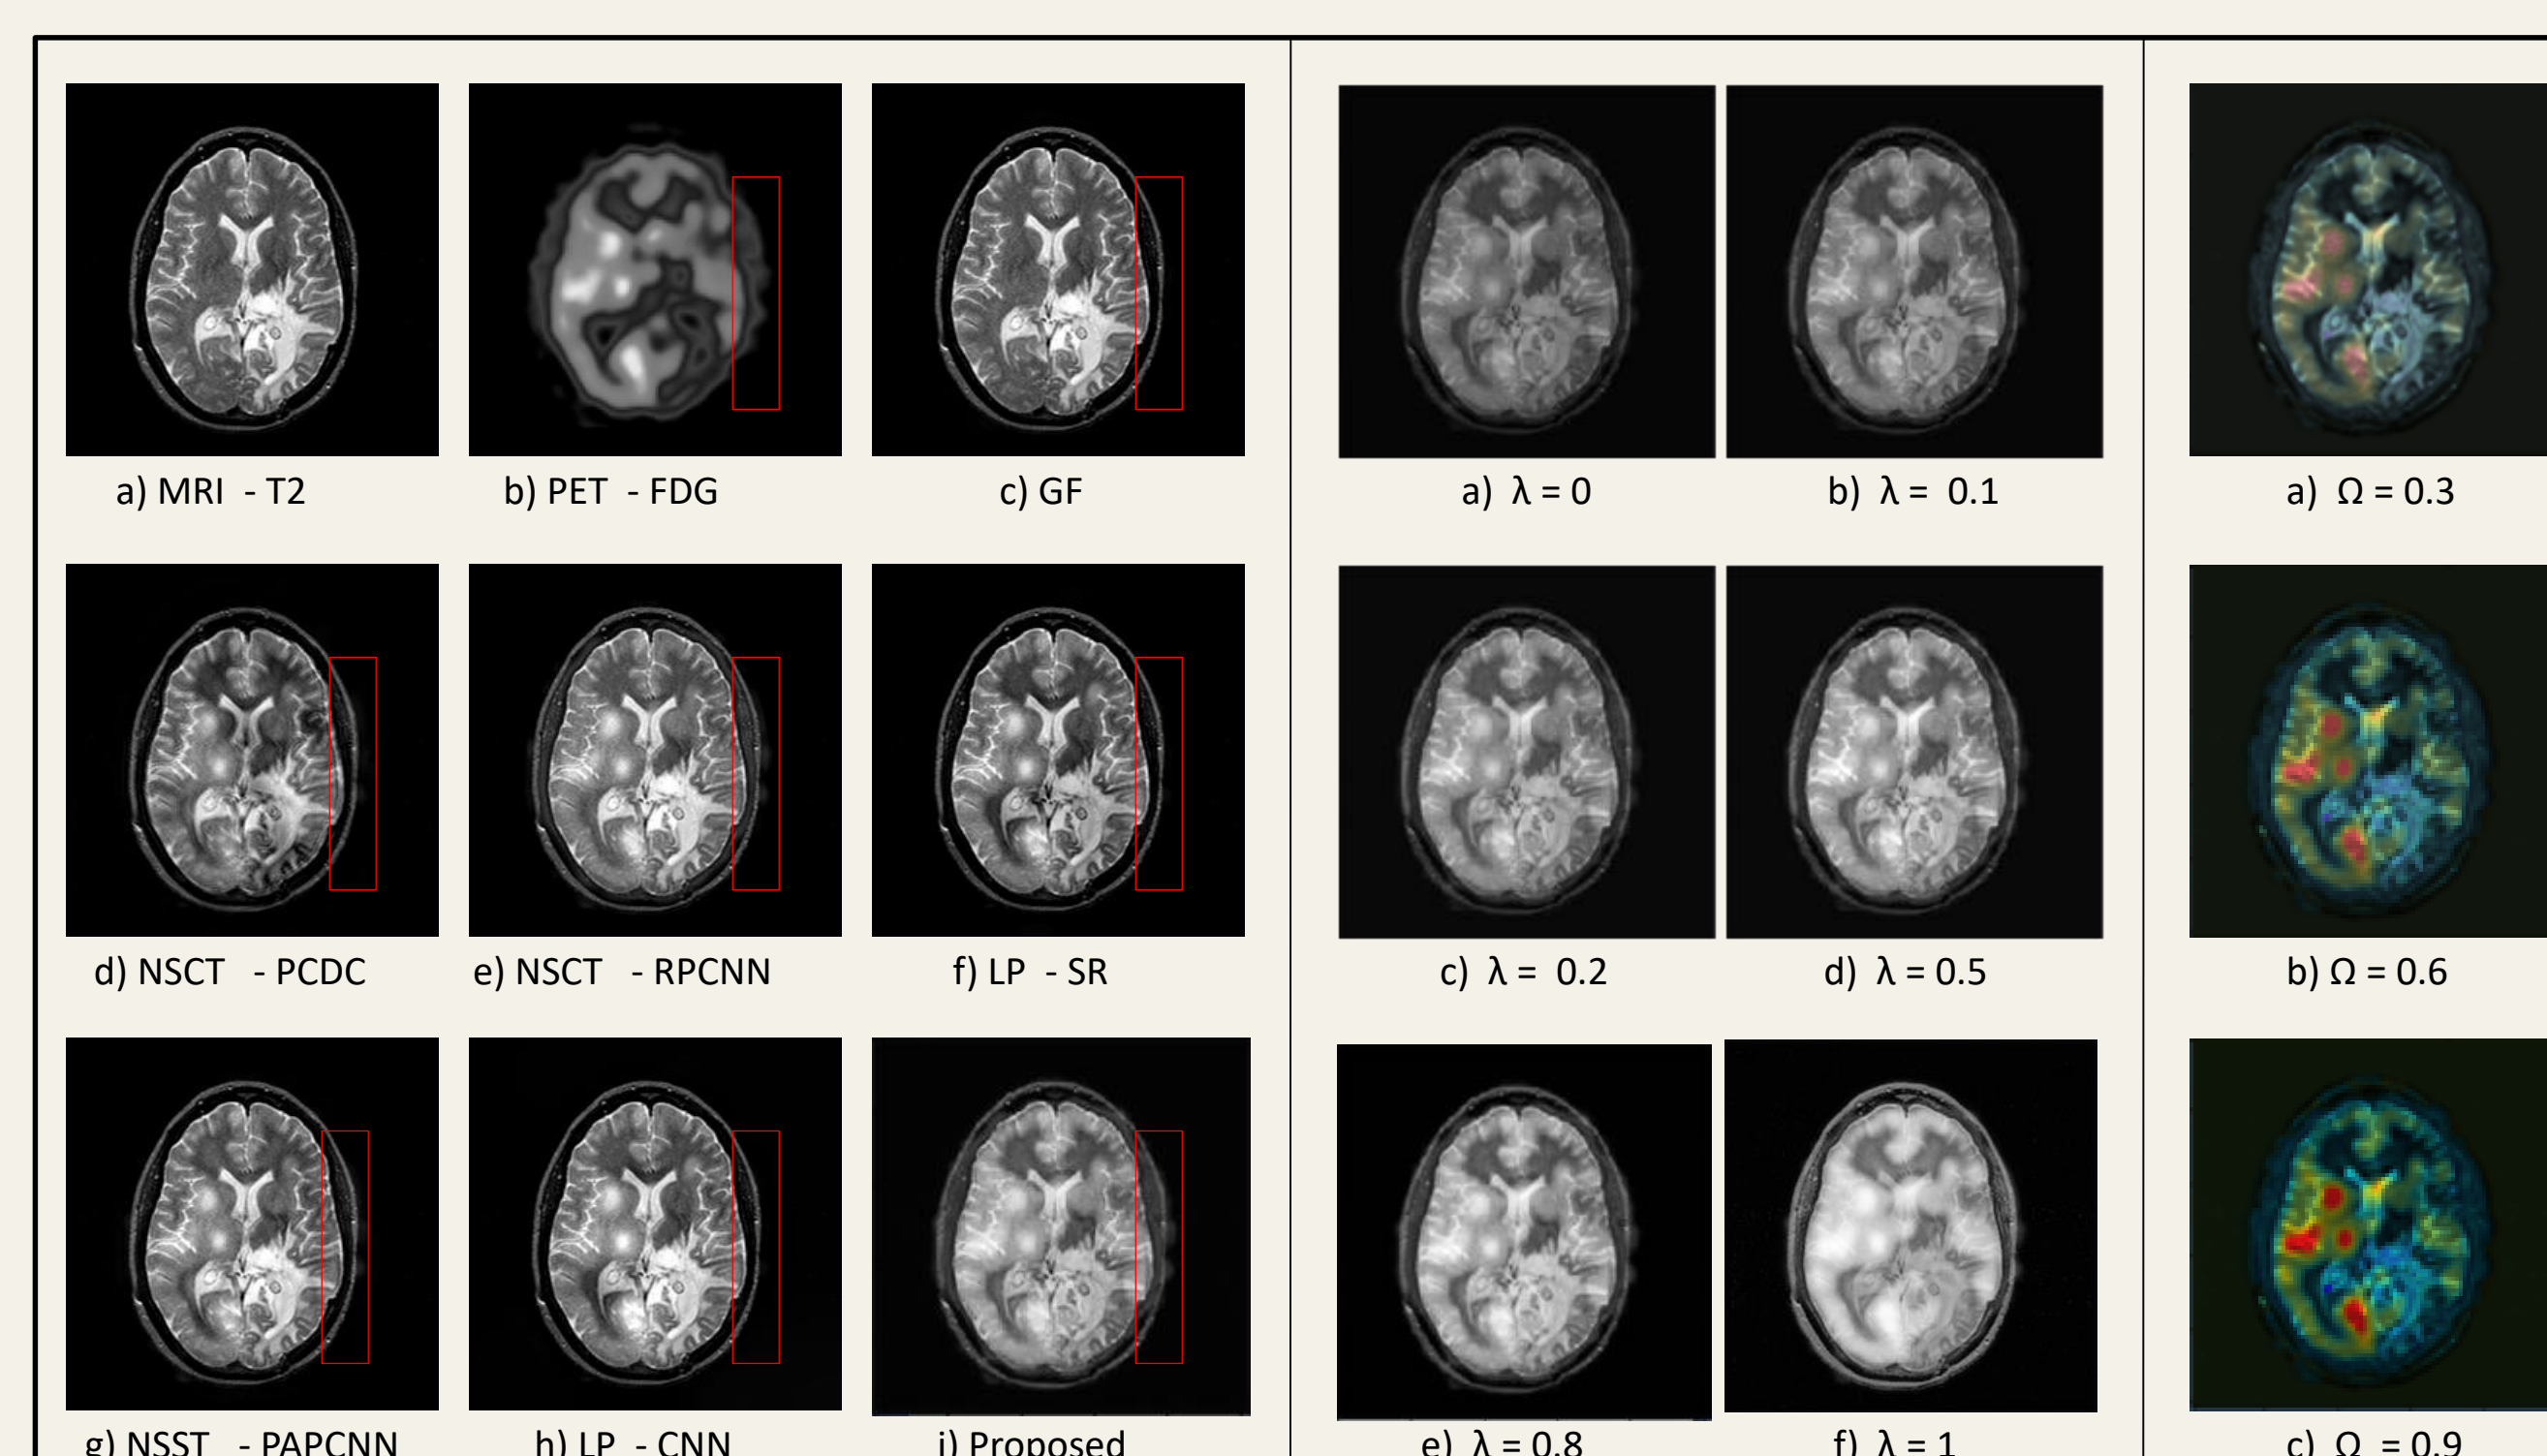 a) MRI - T2
b) PET - FDG
c) GF
d) NSCT - PCDC
e) NSCT - RPCNN
f) LP - SR
g) NSST - PAPCNN
h) LP - CNN
i) Proposed
a) λ = 0
b) λ = 0.1
c) λ = 0.2
d) λ = 0.5
e) λ = 0.8
f) λ = 1
a) Ω = 0.3
b) Ω = 0.6
c) Ω = 0.9